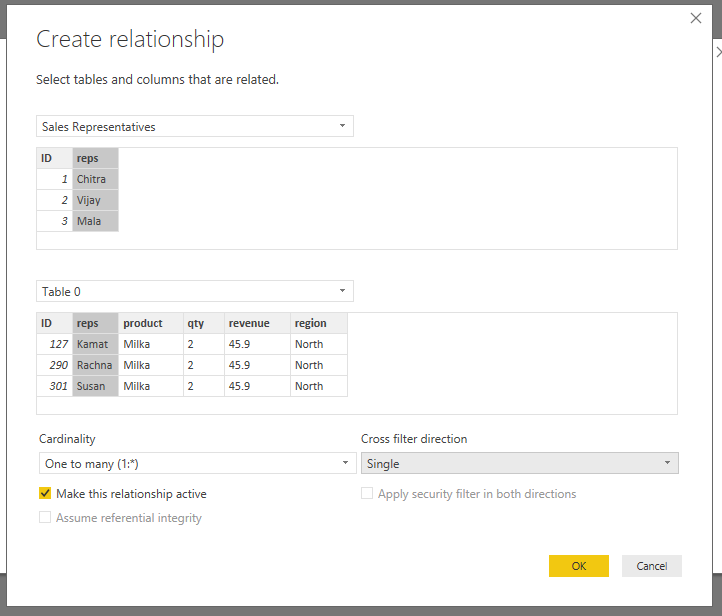 Create relationship
Select tables and columns that are related.
Sales Representatives
ID reps
1 Chitra
2 Vijay
3 Mala
Table 0
ID reps product qty revenue region
127 Kamat Milka 2 45.9 North
290 Rachna Milka 2 45.9 North
301 Susan Milka 2 45.9 North
Cardinality Cross filter direction
One to many (1:*) Single
Make this relationship active Apply security filter in both directions
Assume referential integrity
OK Cancel